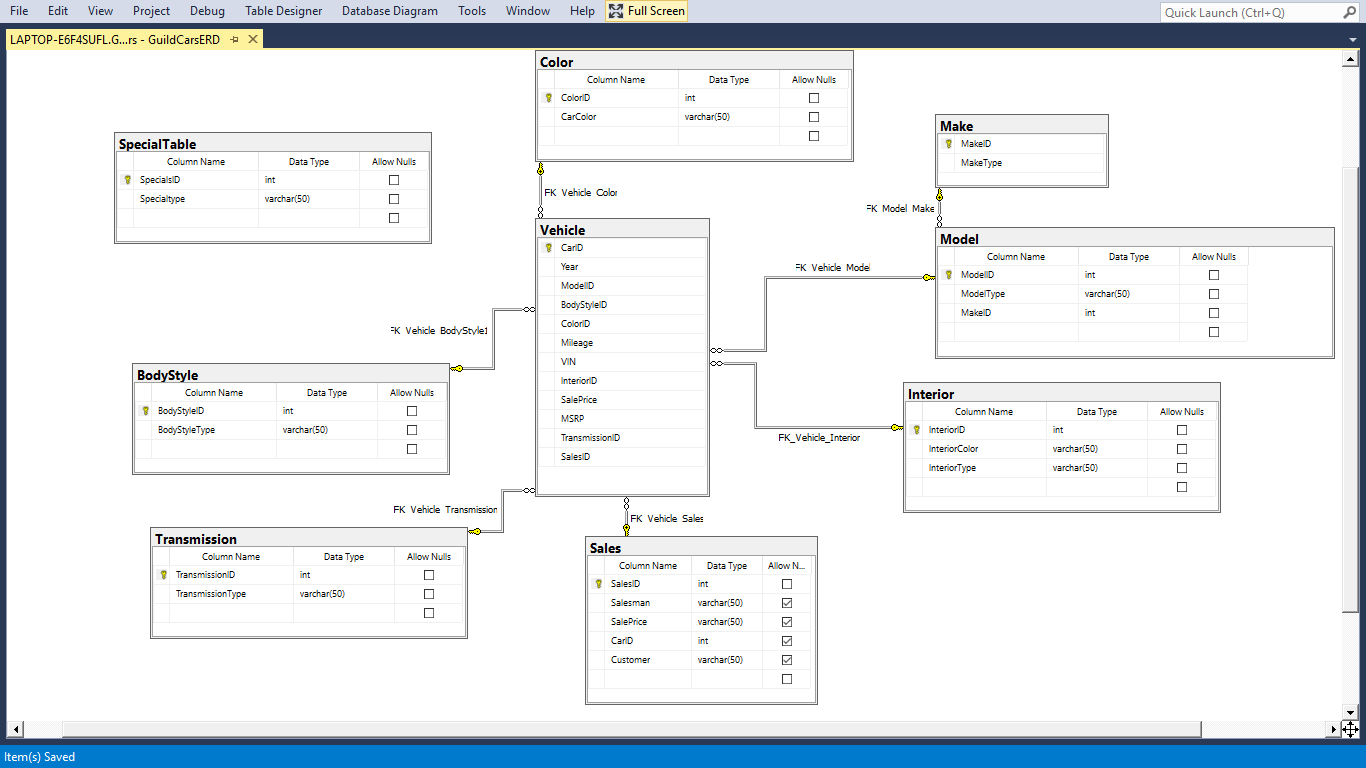 File Edit View Project Debug Table Designer Database Diagram Tools Window Help Full Screen
Quick Launch (Ctrl+Q)
LAPTOP-E6F4SUFL.G...rs - GuildCarsERD
Color
Column Name Data Type Allow Nulls
ColorID int
CarColor varchar(50)
SpecialTable
Column Name Data Type Allow Nulls
SpecialsID int
Specialtype varchar(50)
Make
MakeID
MakeType
FK_Vehicle_Color
FK_Model_Make
Vehicle
CarID
Year
ModelID
BodyStyleID
ColorID
Mileage
VIN
InteriorID
SalePrice
MSRP
TransmissionID
SalesID
Model
Column Name Data Type Allow Nulls
ModelID int
ModelType varchar(50)
MakeID int
FK_Vehicle_Model
FK_Vehicle_BodyStyle1
BodyStyle
Column Name Data Type Allow Nulls
BodyStyleID int
BodyStyleType varchar(50)
Interior
Column Name Data Type Allow Nulls
InteriorID int
InteriorColor varchar(50)
InteriorType varchar(50)
FK_Vehicle_Interior
FK_Vehicle_Transmission
FK_Vehicle_Sales
Transmission
Column Name Data Type Allow Nulls
TransmissionID int
TransmissionType varchar(50)
Sales
Column Name Data Type Allow N...
SalesID int
Salesman varchar(50)
SalePrice varchar(50)
CarID int
Customer varchar(50)
Item(s) Saved